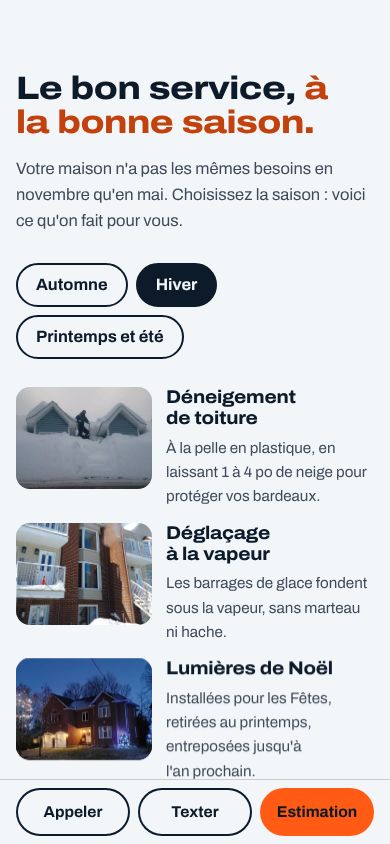 Le bon service, à
la bonne saison.
Votre maison n'a pas les mêmes besoins en
novembre qu'en mai. Choisissez la saison : voici
ce qu'on fait pour vous.
Automne
Hiver
Printemps et été
Déneigement
de toiture
À la pelle en plastique, en
laissant 1 à 4 po de neige pour
protéger vos bardeaux.
Déglaçage
à la vapeur
Les barrages de glace fondent
sous la vapeur, sans marteau
ni hache.
Lumières de Noël
Installées pour les Fêtes,
retirées au printemps,
entreposées jusqu'à
l'an prochain.
Appeler
Texter
Estimation